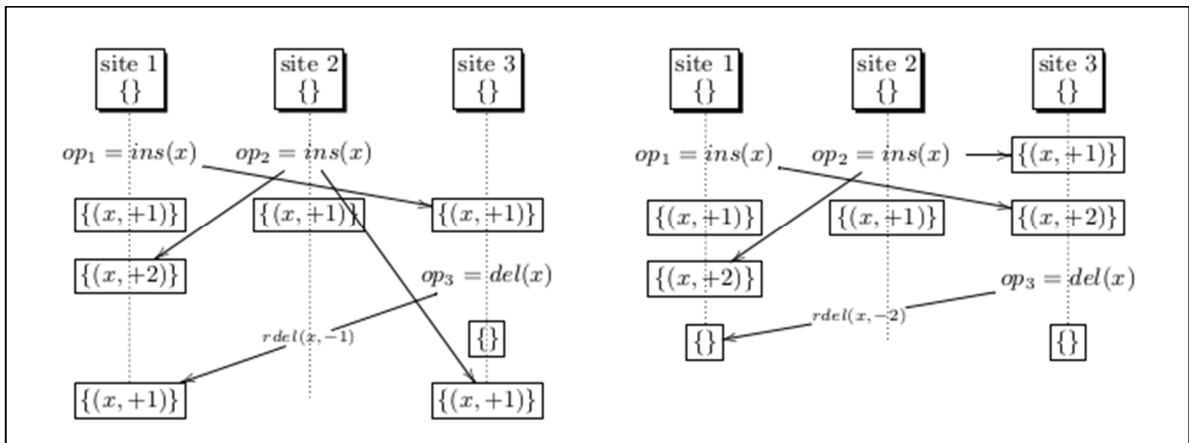 site 1
{}
site 2
{}
site 3
{}
op₁ = ins(x)
op₂ = ins(x)
{(x, +1)}
{(x, +1)}
{(x, +1)}
{(x, +2)}
op₃ = del(x)
rdel(x,−1)
{}
{(x, +1)}
{(x, +1)}
site 1
{}
site 2
{}
site 3
{}
op₁ = ins(x)
op₂ = ins(x)
{(x, +1)}
{(x, +1)}
{(x, +1)}
{(x, +2)}
{(x, +2)}
op₃ = del(x)
rdel(x,−2)
{}
{}